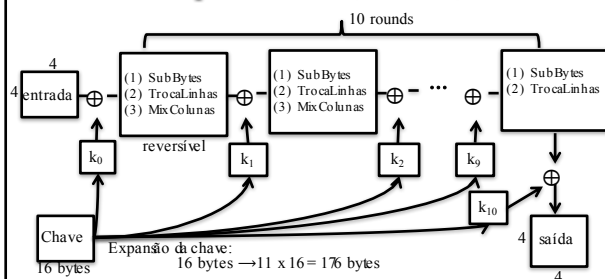 10 rounds
4
4 entrada
(1) SubBytes
(2) TrocaLinhas
(3) MixColunas
reversível
(1) SubBytes
(2) TrocaLinhas
(3) MixColunas
...
(1) SubBytes
(2) TrocaLinhas
k0
k1
k2
k9
k10
Chave
16 bytes
Expansão da chave:
16 bytes →11 x 16 = 176 bytes
4 saída
4